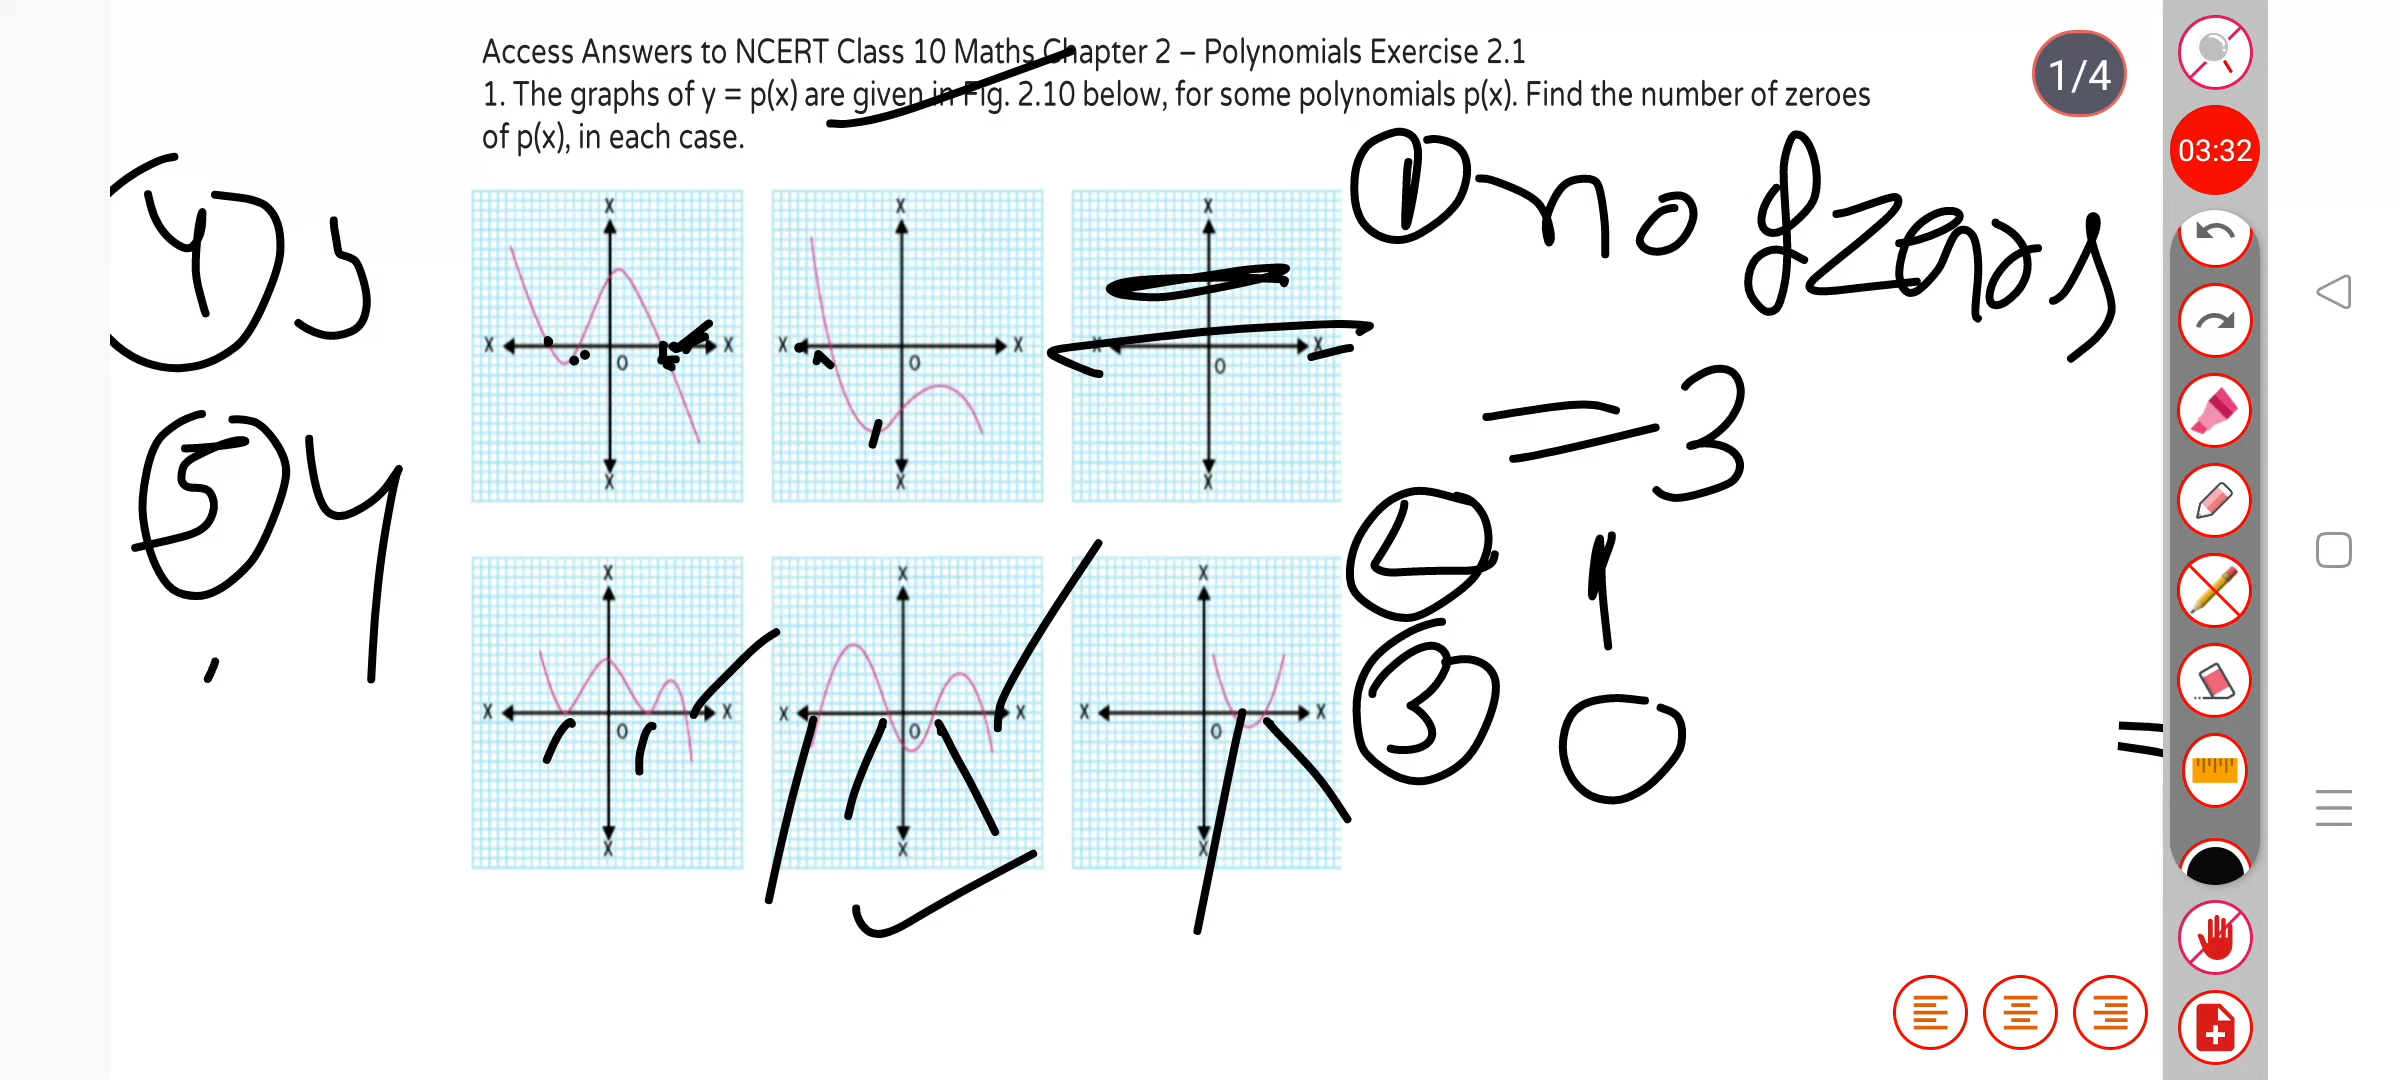 Access Answers to NCERT Class 10 Maths Chapter 2 – Polynomials Exercise 2.1
1. The graphs of y = p(x) are given in Fig. 2.10 below, for some polynomials p(x). Find the number of zeroes
of p(x), in each case.
1/4
03:32
① no of zeros
= 3
② 1
③ 0
④ 3
⑤ 4
=
X X X
X X X X X
O O O
X X X
X X X
X X X X X X
O O O
X X X